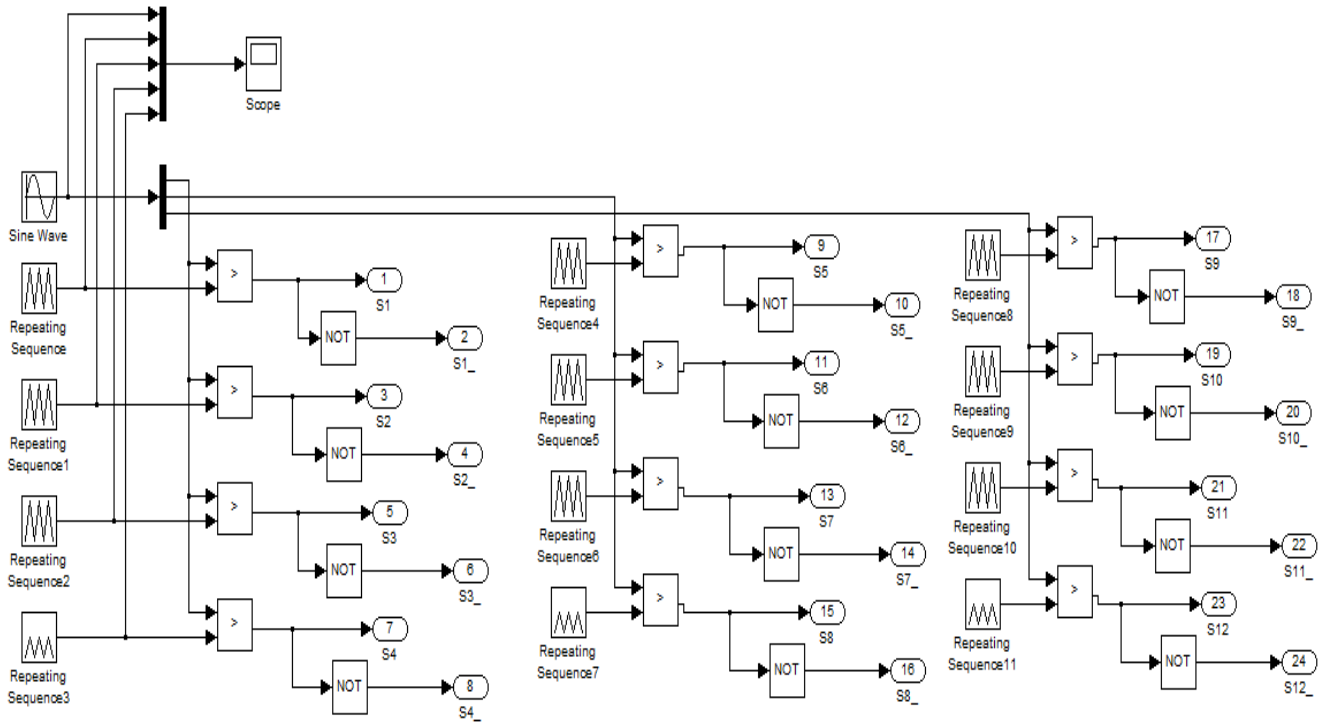 Scope
Sine Wave
>
1
S1
Repeating
Sequence
NOT
2
S1_
>
3
S2
Repeating
Sequence1
NOT
4
S2_
>
5
S3
Repeating
Sequence2
NOT
6
S3_
>
7
S4
Repeating
Sequence3
NOT
8
S4_
>
9
S5
Repeating
Sequence4
NOT
10
S5_
>
11
S6
Repeating
Sequence5
NOT
12
S6_
>
13
S7
Repeating
Sequence6
NOT
14
S7_
>
15
S8
Repeating
Sequence7
NOT
16
S8_
>
17
S9
Repeating
Sequence8
NOT
18
S9_
>
19
S10
Repeating
Sequence9
NOT
20
S10_
>
21
S11
Repeating
Sequence10
NOT
22
S11_
>
23
S12
Repeating
Sequence11
NOT
24
S12_